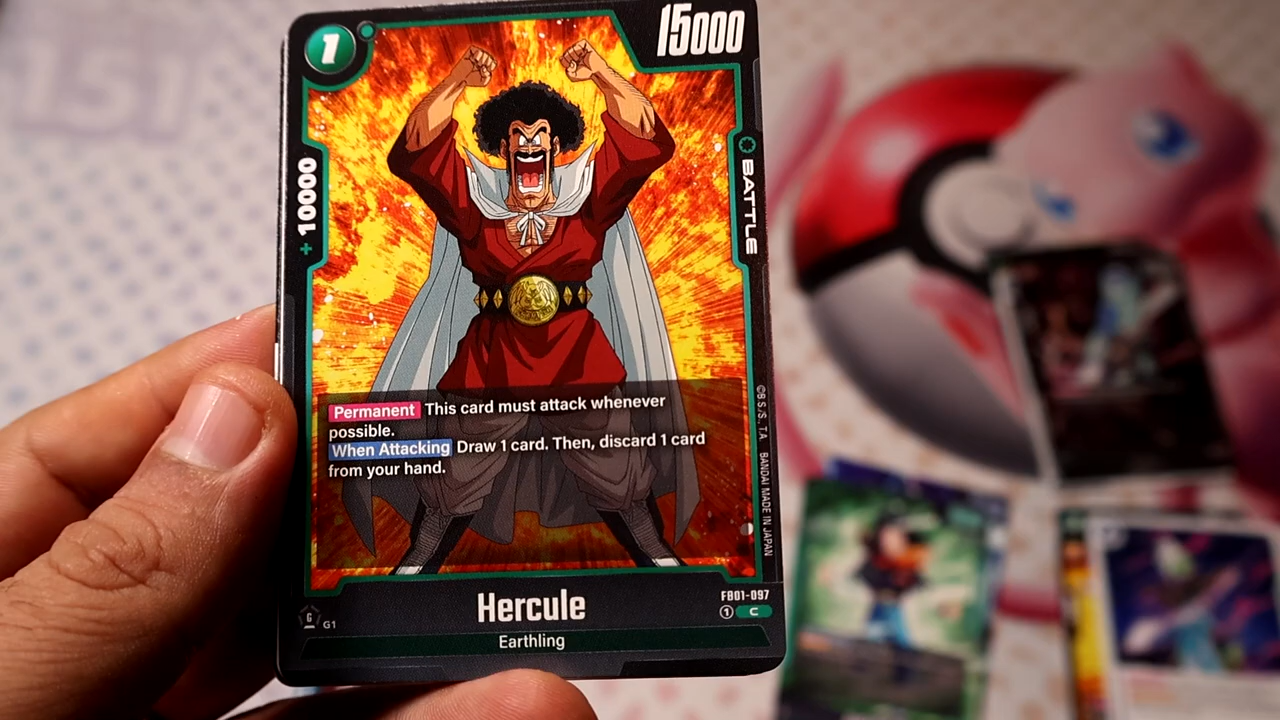 1
15000
+ 10000
BATTLE
Permanent This card must attack whenever
possible.
When Attacking Draw 1 card. Then, discard 1 card
from your hand.
©B.S./S., T.A. BANDAI MADE IN JAPAN
Hercule
FB01-097
G G1
1 C
Earthling
151